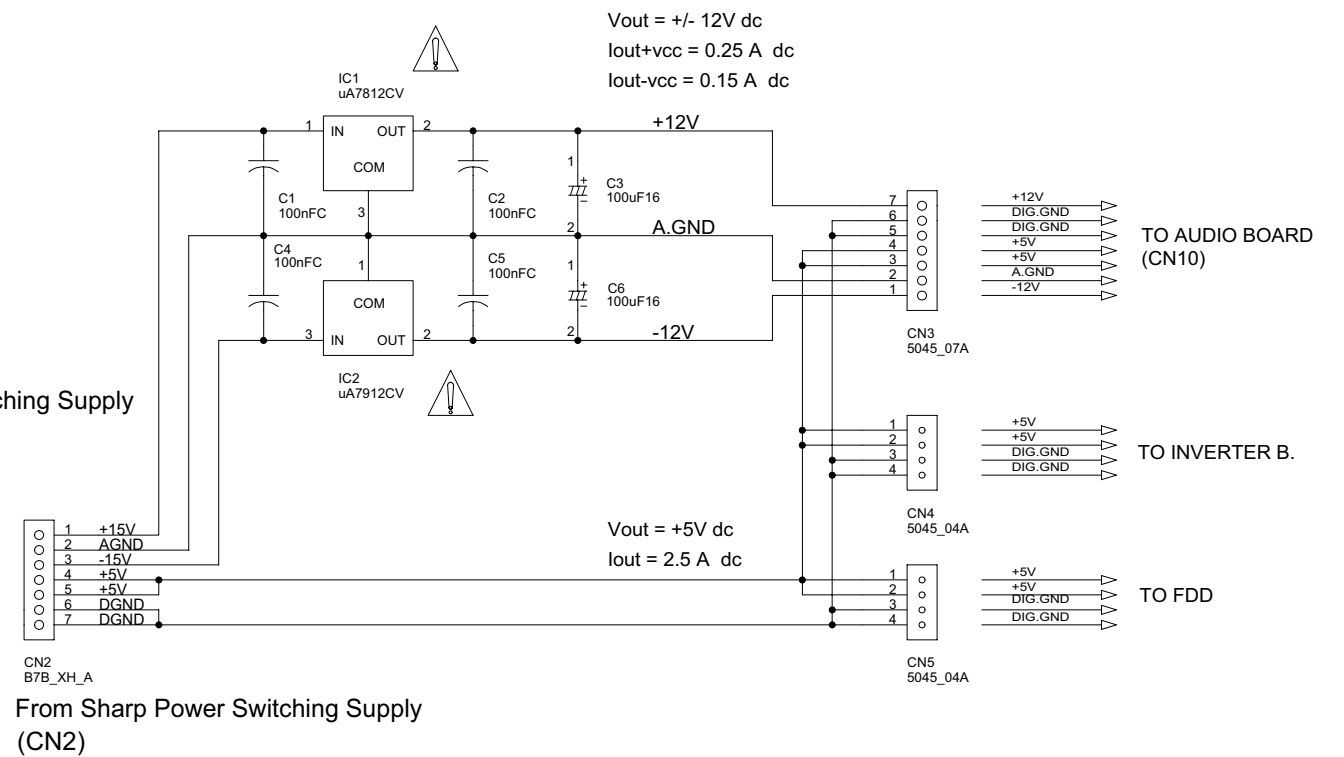 Vout = +/- 12V dc
Iout+vcc = 0.25 A dc
Iout-vcc = 0.15 A dc
IC1
uA7812CV
1 IN OUT 2
COM
3
+12V
C1
100nFC
C2
100nFC
1
+
-
2
C3
100uF16
A.GND
C4
100nFC
1
COM
3 IN OUT 2
IC2
uA7912CV
C5
100nFC
1
+
-
2
C6
100uF16
-12V
7 +12V
6 DIG.GND
5 DIG.GND
4 +5V
3 +5V
2 A.GND
1 -12V
TO AUDIO BOARD
(CN10)
CN3
5045_07A
ching Supply
1 +5V
2 +5V
3 DIG.GND
4 DIG.GND
TO INVERTER B.
CN4
5045_04A
1 +15V
2 AGND
3 -15V
4 +5V
5 +5V
6 DGND
7 DGND
CN2
B7B_XH_A
Vout = +5V dc
Iout = 2.5 A dc
1 +5V
2 +5V
3 DIG.GND
4 DIG.GND
TO FDD
CN5
5045_04A
From Sharp Power Switching Supply
(CN2)